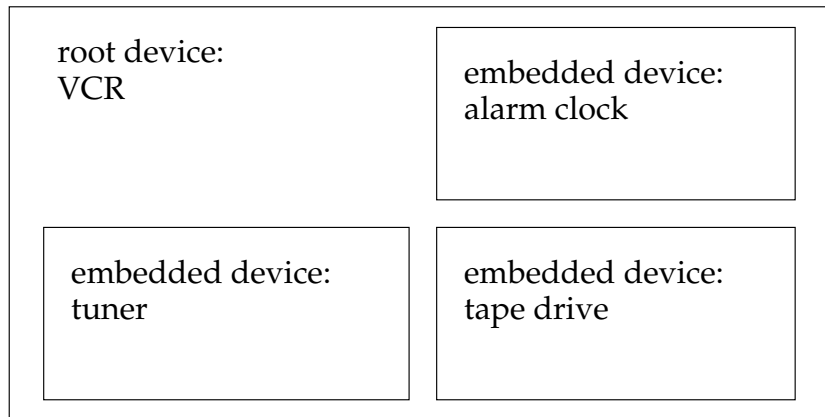 root device:
VCR
embedded device:
alarm clock
embedded device:
tuner
embedded device:
tape drive